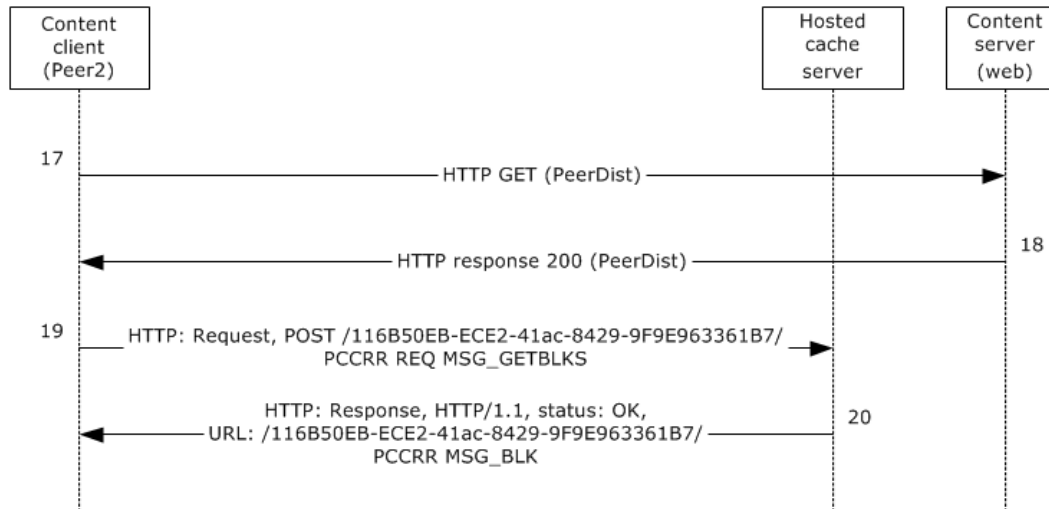 Content
client
(Peer2)
Hosted
cache
server
Content
server
(web)
17
HTTP GET (PeerDist)
18
HTTP response 200 (PeerDist)
19
HTTP: Request, POST /116B50EB-ECE2-41ac-8429-9F9E963361B7/
PCCRR REQ MSG_GETBLKS
20
HTTP: Response, HTTP/1.1, status: OK,
URL: /116B50EB-ECE2-41ac-8429-9F9E963361B7/
PCCRR MSG_BLK